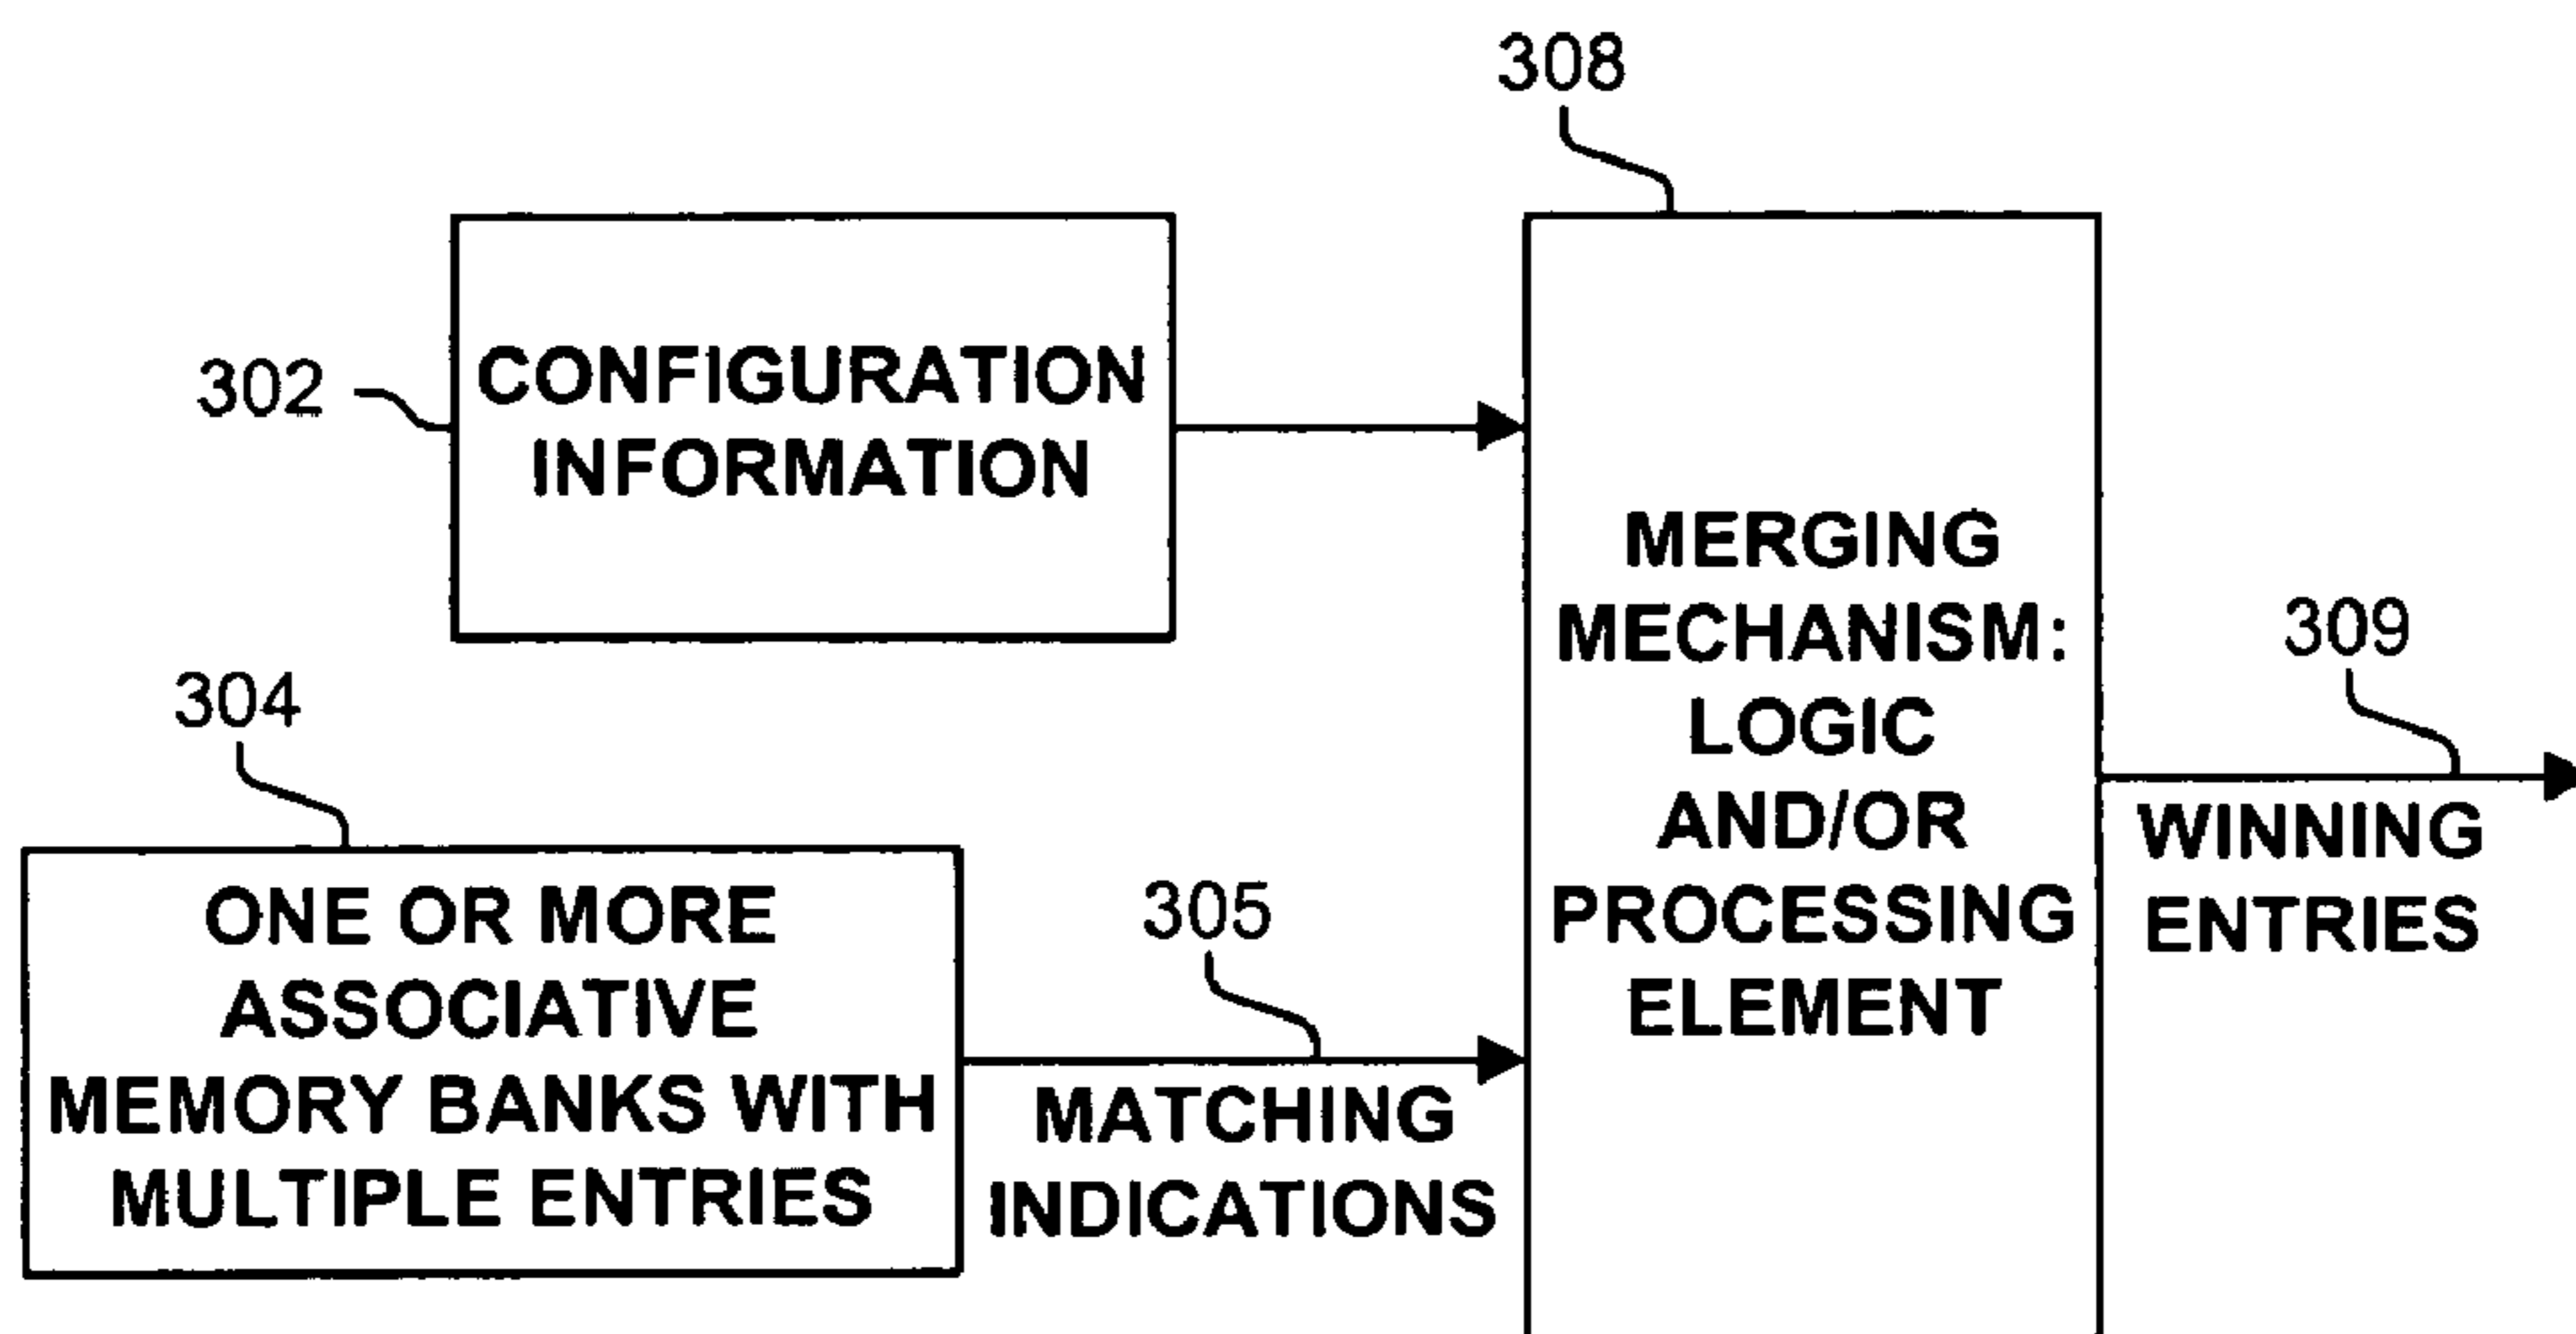 308
302
CONFIGURATION
INFORMATION
MERGING
MECHANISM:
LOGIC
AND/OR
PROCESSING
ELEMENT
309
WINNING
ENTRIES
304
ONE OR MORE
ASSOCIATIVE
MEMORY BANKS WITH
MULTIPLE ENTRIES
305
MATCHING
INDICATIONS